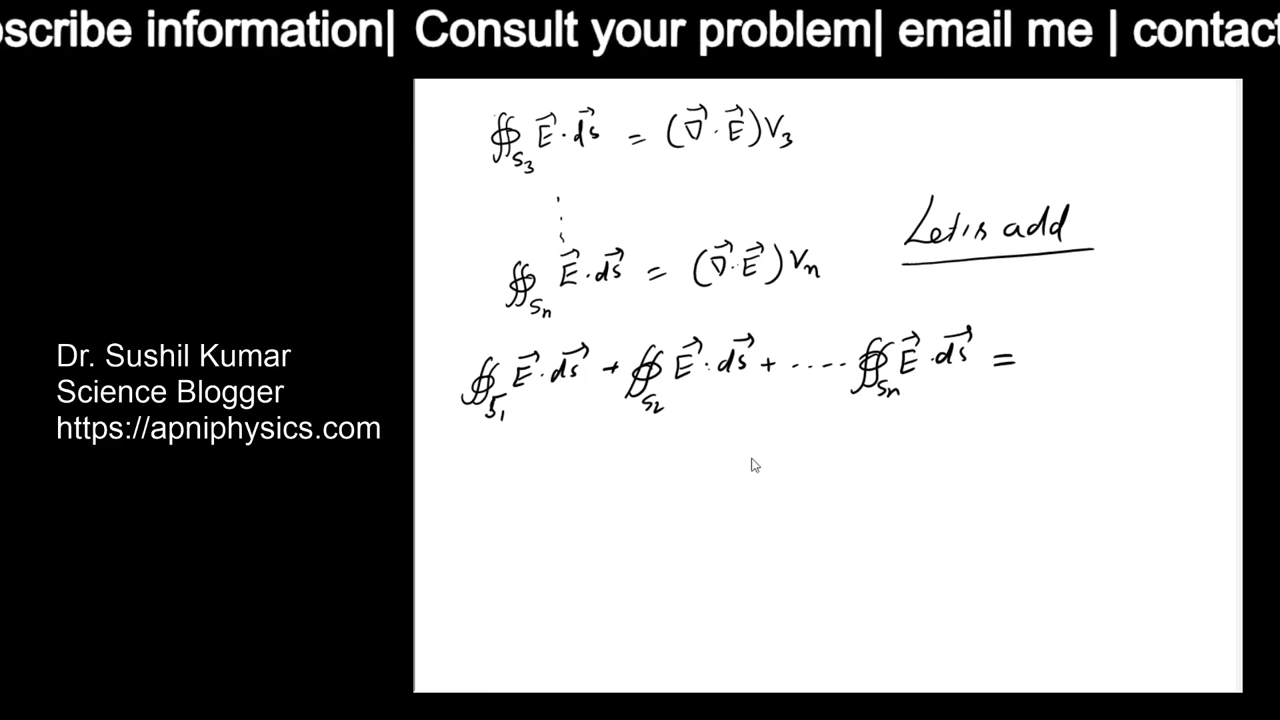 scribe information| Consult your problem| email me | contact
∯S₃ E⃗·ds⃗ = (∇⃗·E⃗)V₃
⋮
Let's add
∯Sₙ E⃗·ds⃗ = (∇⃗·E⃗)Vₙ
∯S₁ E⃗·ds⃗ + ∯S₂ E⃗·ds⃗ + ..... ∯Sₙ E⃗·ds⃗ =
Dr. Sushil Kumar
Science Blogger
https://apniphysics.com